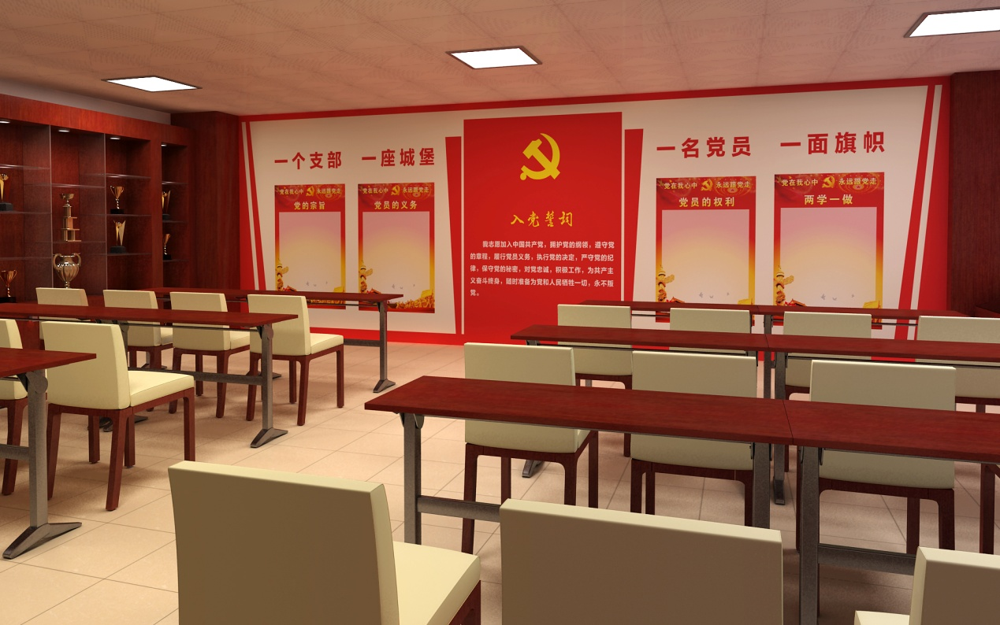 一个支部 一座城堡
党在我心中 永远跟党走
党的宗旨
党在我心中 永远跟党走
党员的义务
入党誓词
我志愿加入中国共产党，拥护党的纲领，遵守党
的章程，履行党员义务，执行党的决定，严守党的纪
律，保守党的秘密，对党忠诚，积极工作，为共产主
义奋斗终身，随时准备为党和人民牺牲一切，永不叛
党。
一名党员 一面旗帜
党在我心中 永远跟党走
党员的权利
党在我心中 永远跟党走
两学一做